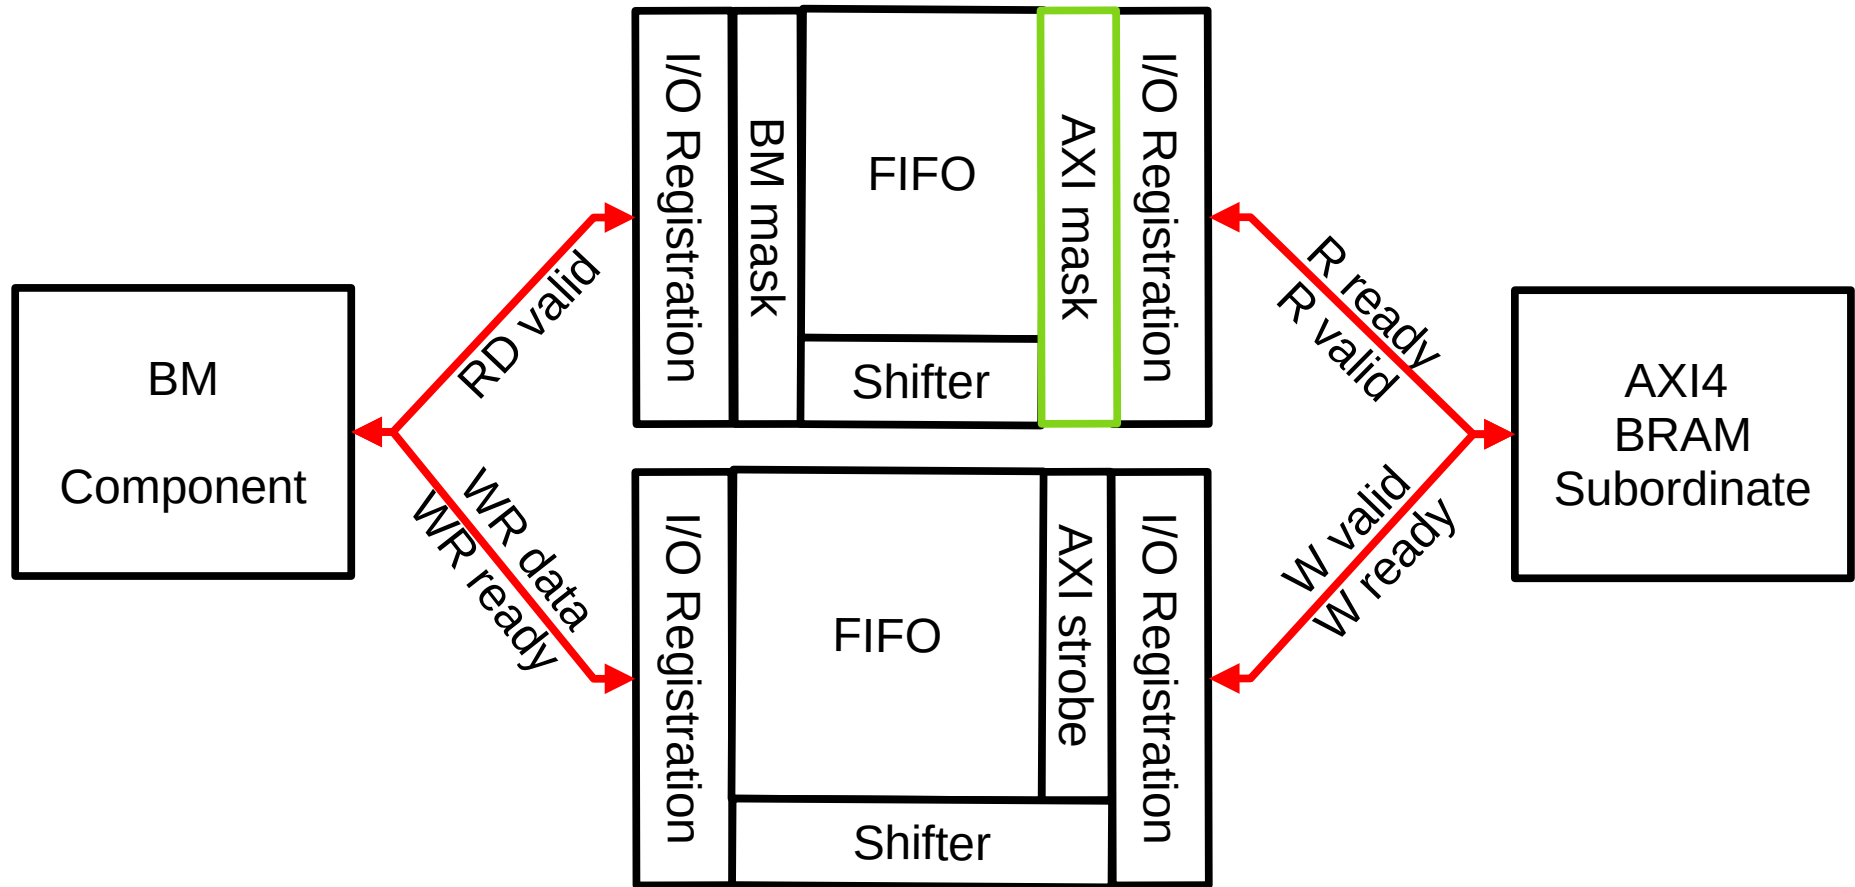 I/O Registration
BM mask
FIFO
AXI mask
I/O Registration
Shifter
RD valid
R ready
R valid
BM
Component
AXI4
BRAM
Subordinate
WR data
WR ready
W valid
W ready
I/O Registration
FIFO
AXI strobe
I/O Registration
Shifter